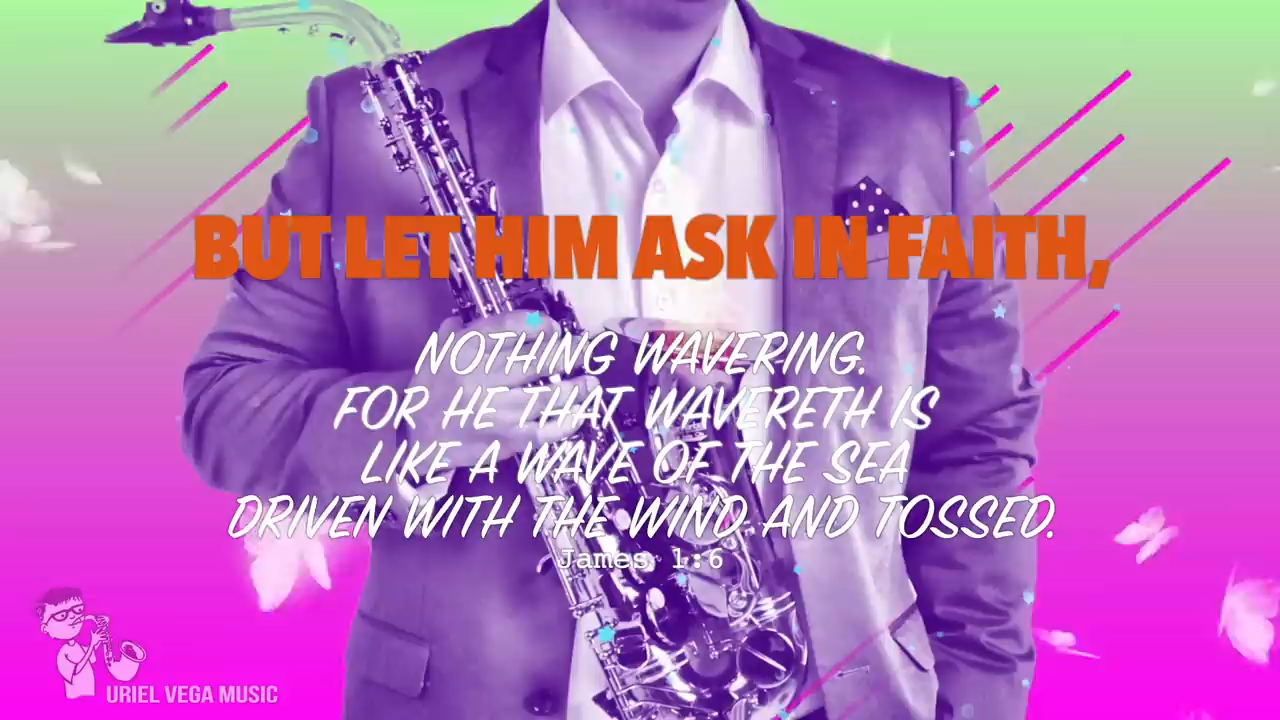 BUT LET HIM ASK IN FAITH,
NOTHING WAVERING.
FOR HE THAT WAVERETH IS
LIKE A WAVE OF THE SEA
DRIVEN WITH THE WIND AND TOSSED.
James 1:6
URIEL VEGA MUSIC